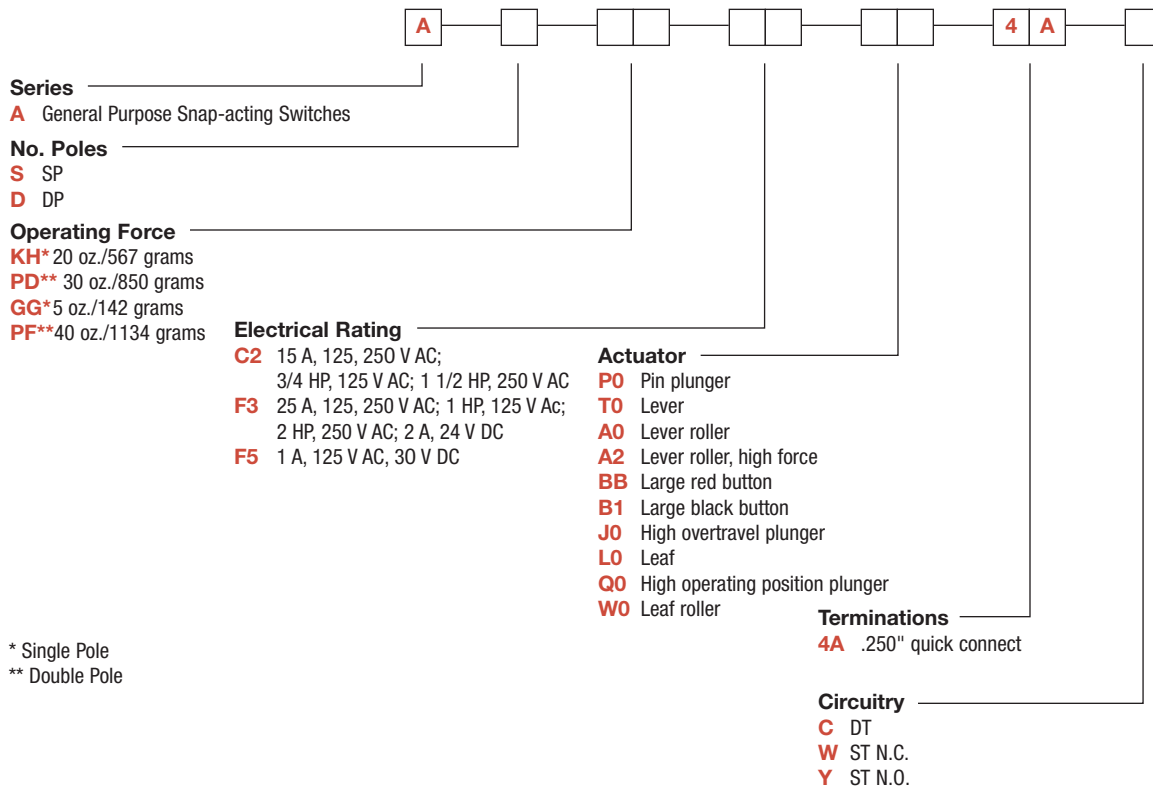 A 4 A
Series
A General Purpose Snap-acting Switches
No. Poles
S SP
D DP
Operating Force
KH* 20 oz./567 grams
PD** 30 oz./850 grams
GG* 5 oz./142 grams
PF** 40 oz./1134 grams
Electrical Rating
C2 15 A, 125, 250 V AC;
3/4 HP, 125 V AC; 1 1/2 HP, 250 V AC
F3 25 A, 125, 250 V AC; 1 HP, 125 V Ac;
2 HP, 250 V AC; 2 A, 24 V DC
F5 1 A, 125 V AC, 30 V DC
Actuator
P0 Pin plunger
T0 Lever
A0 Lever roller
A2 Lever roller, high force
BB Large red button
B1 Large black button
J0 High overtravel plunger
L0 Leaf
Q0 High operating position plunger
W0 Leaf roller
Terminations
4A .250" quick connect
Circuitry
C DT
W ST N.C.
Y ST N.O.
* Single Pole
** Double Pole